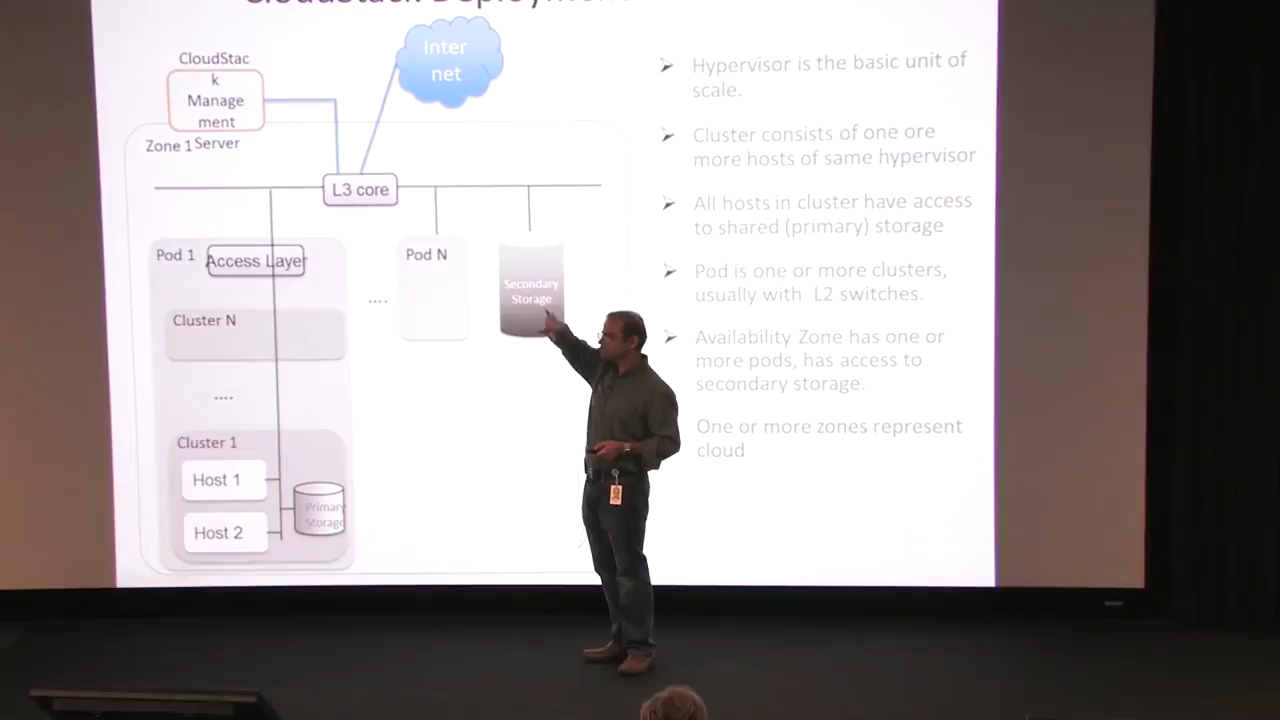 CloudStack Deployment
CloudStac
k
Manage
ment
Server
Inter
net
Zone 1
L3 core
Pod 1
Access Layer
Pod N
Secondary
Storage
....
Cluster N
....
Cluster 1
Host 1
Host 2
Primary
Storage
Hypervisor is the basic unit of
scale.
Cluster consists of one ore
more hosts of same hypervisor
All hosts in cluster have access
to shared (primary) storage
Pod is one or more clusters,
usually with L2 switches.
Availability Zone has one or
more pods, has access to
secondary storage.
One or more zones represent
cloud